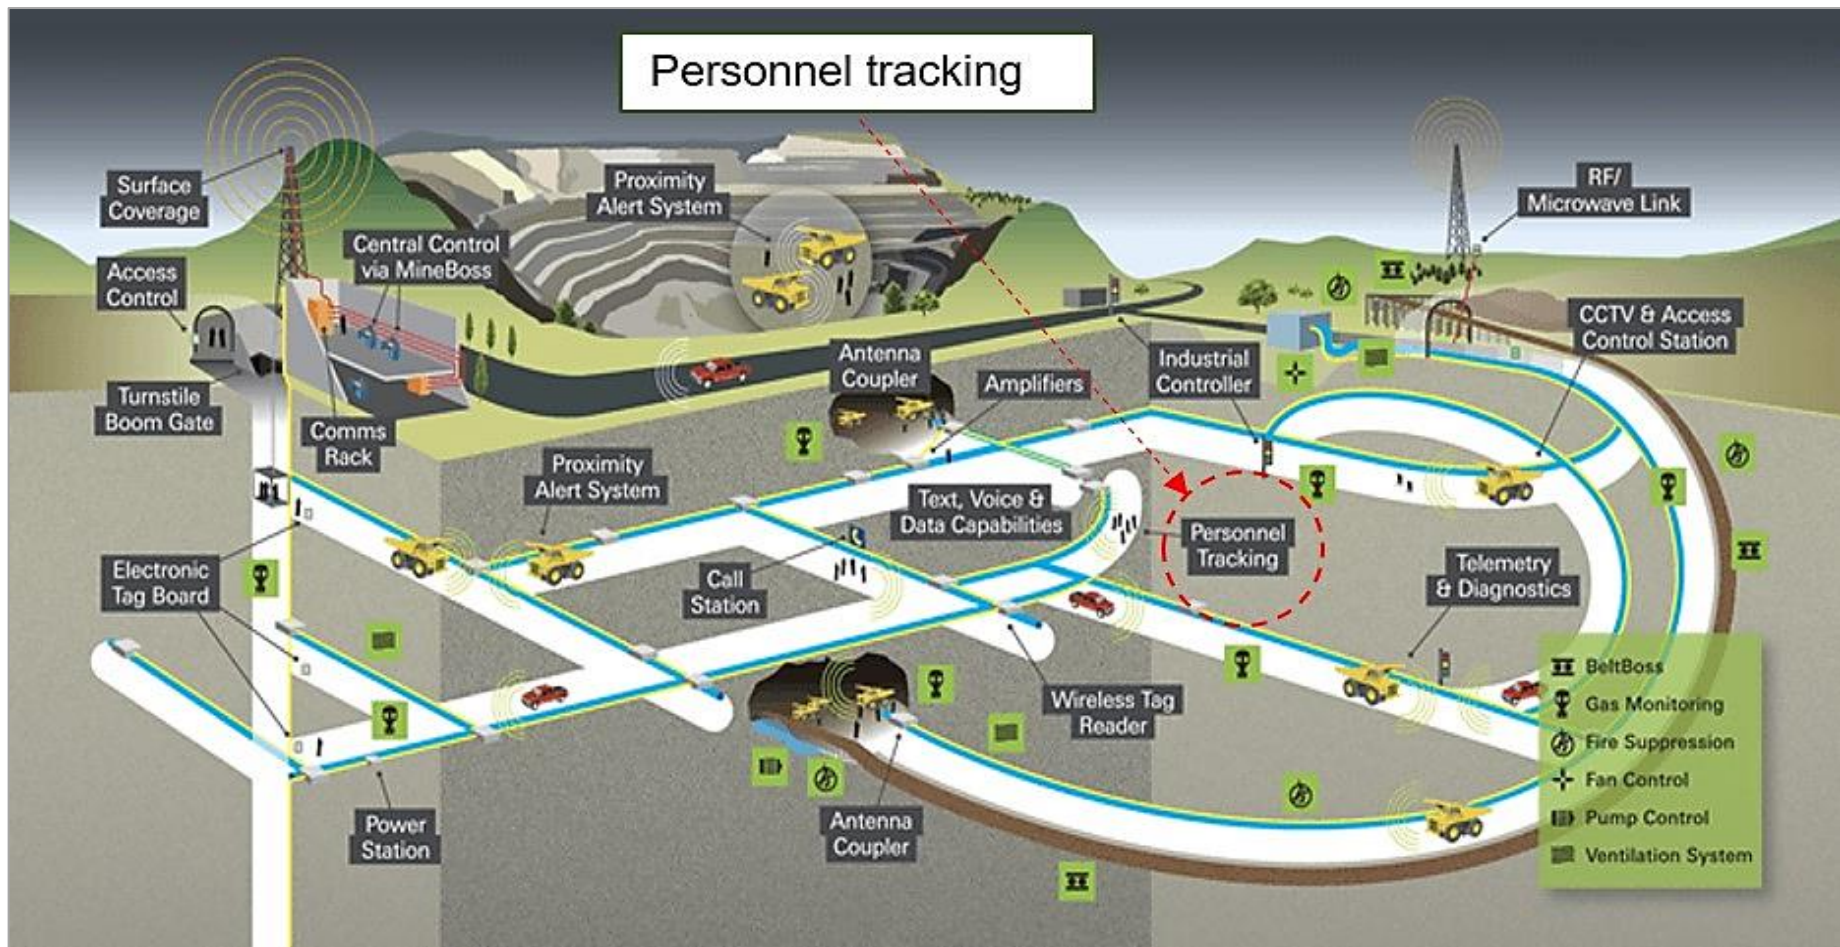 Personnel tracking
Surface
Coverage
Proximity
Alert System
RF/
Microwave Link
Central Control
via MineBoss
Access
Control
CCTV & Access
Control Station
Antenna
Coupler
Amplifiers
Industrial
Controller
Turnstile
Boom Gate
Comms
Rack
Proximity
Alert System
Text, Voice &
Data Capabilities
Personnel
Tracking
Electronic
Tag Board
Call
Station
Telemetry
& Diagnostics
Wireless Tag
Reader
Power
Station
Antenna
Coupler
BeltBoss
Gas Monitoring
Fire Suppression
Fan Control
Pump Control
Ventilation System